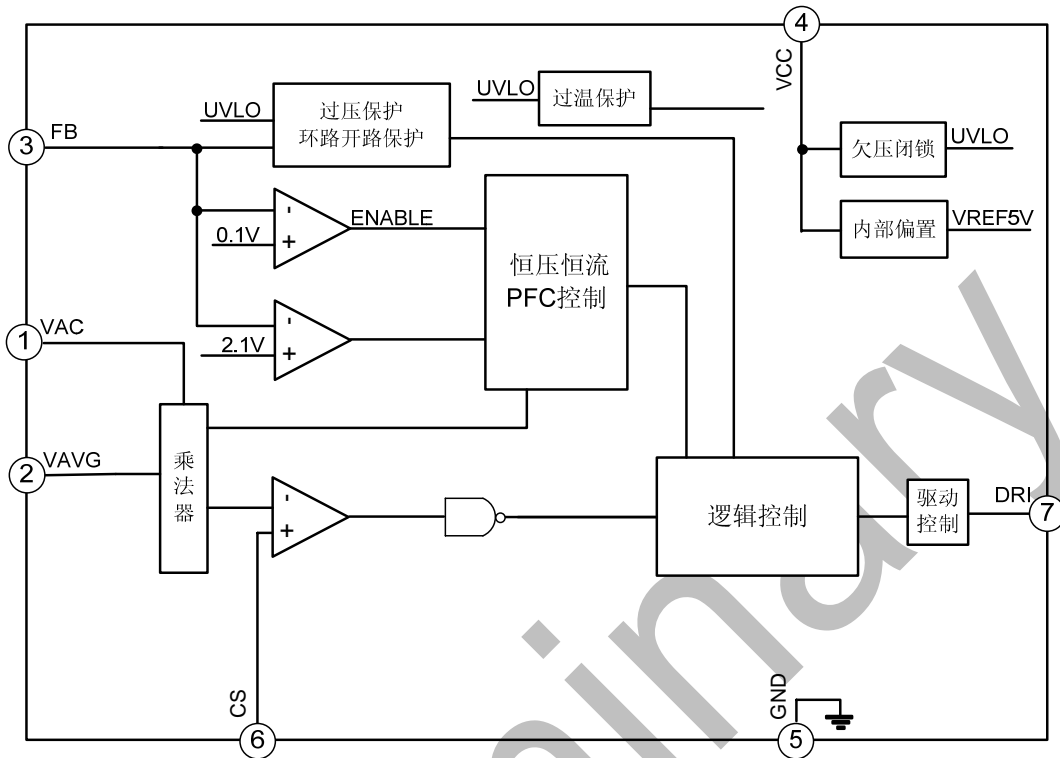 4
VCC
UVLO
过压保护
环路开路保护
UVLO
过温保护
3
FB
欠压闭锁
UVLO
-
+
0.1V
ENABLE
内部偏置
VREF5V
恒压恒流
PFC控制
1
VAC
-
+
2.1V
2
VAVG
乘
法
器
-
+
逻辑控制
驱动
控制
DRI
7
CS
6
GND
5
inary